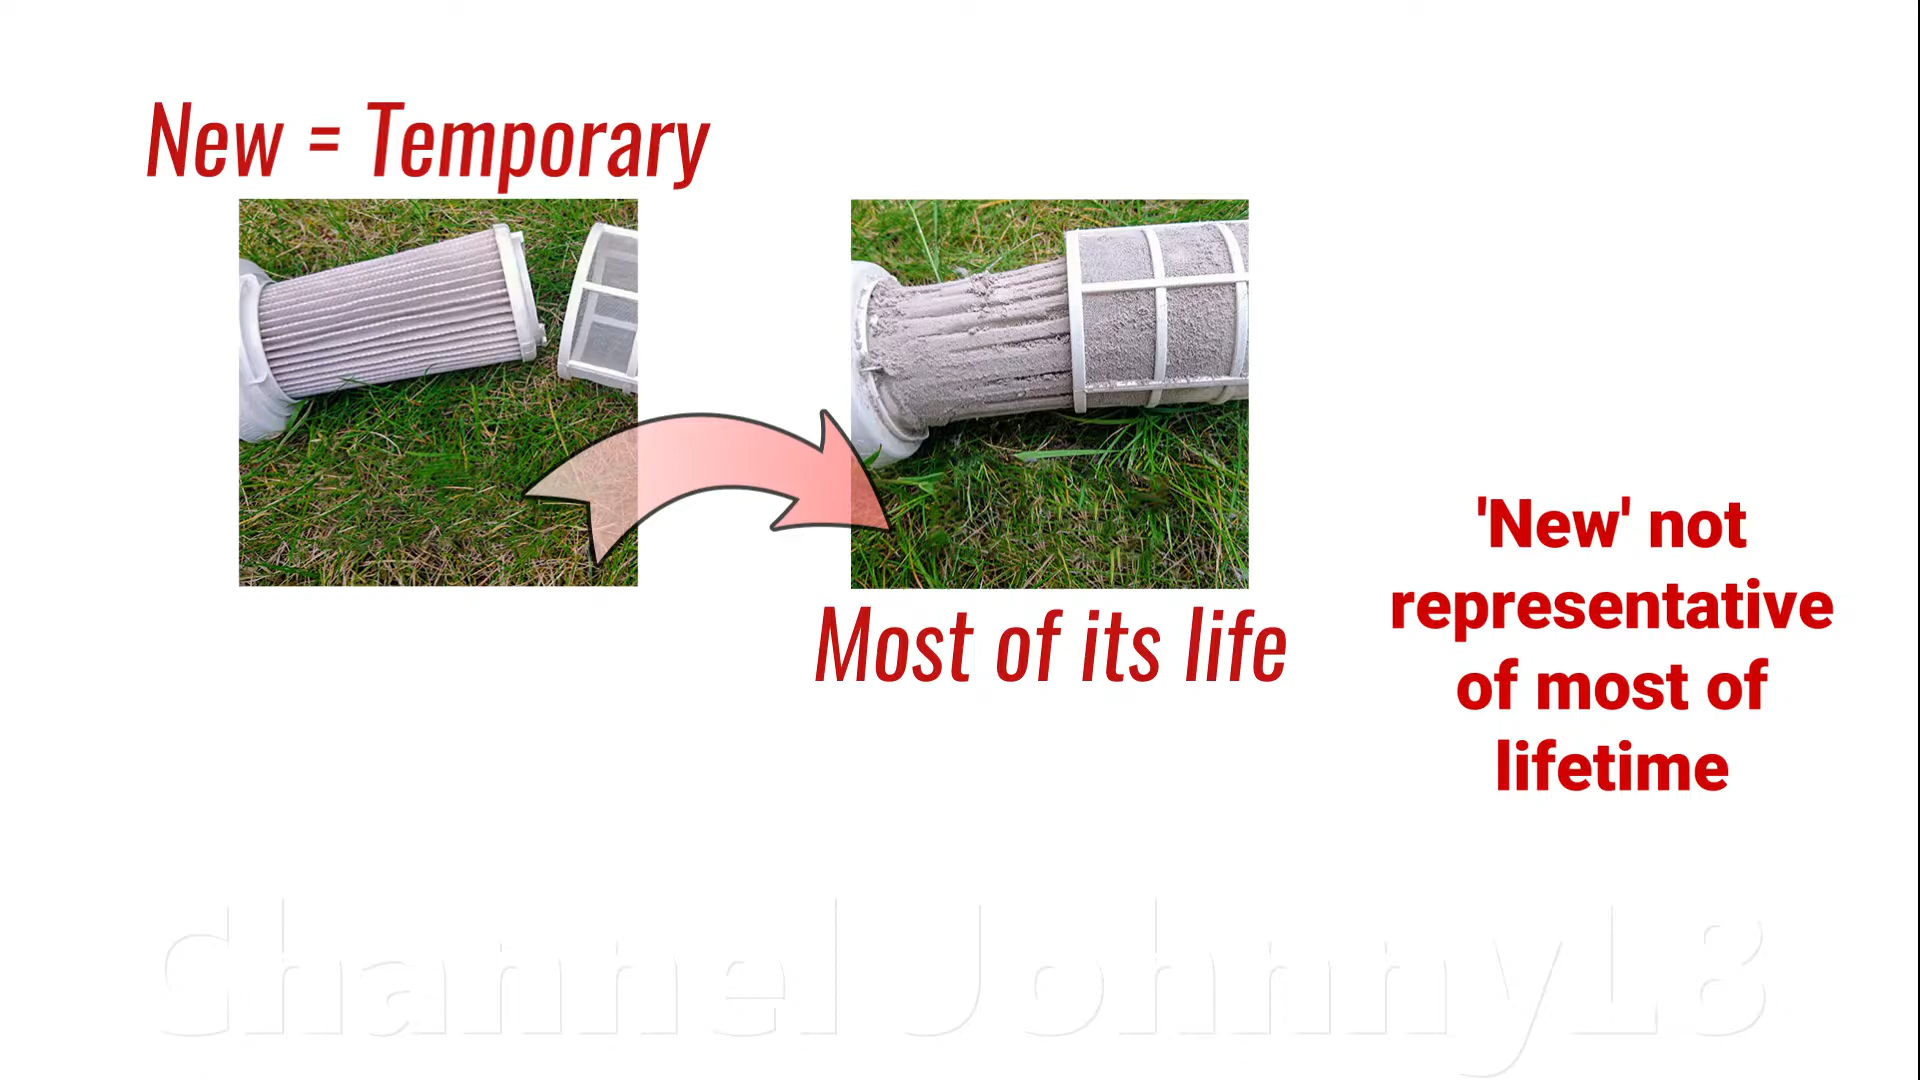 New = Temporary
Most of its life
'New' not
representative
of most of
lifetime
Channel JohnnyL8